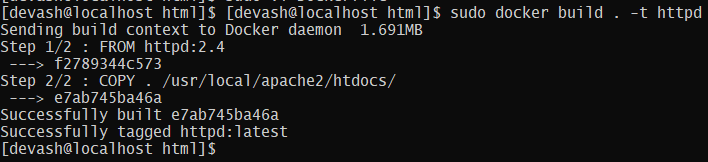 [devash@localhost html]$ [devash@localhost html]$ sudo docker build . -t httpd
Sending build context to Docker daemon  1.691MB
Step 1/2 : FROM httpd:2.4
 ---> f2789344c573
Step 2/2 : COPY . /usr/local/apache2/htdocs/
 ---> e7ab745ba46a
Successfully built e7ab745ba46a
Successfully tagged httpd:latest
[devash@localhost html]$